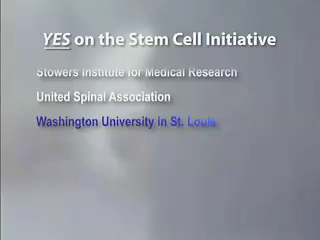 YES on the Stem Cell Initiative
Stowers Institute for Medical Research
United Spinal Association
Washington University in St. Louis